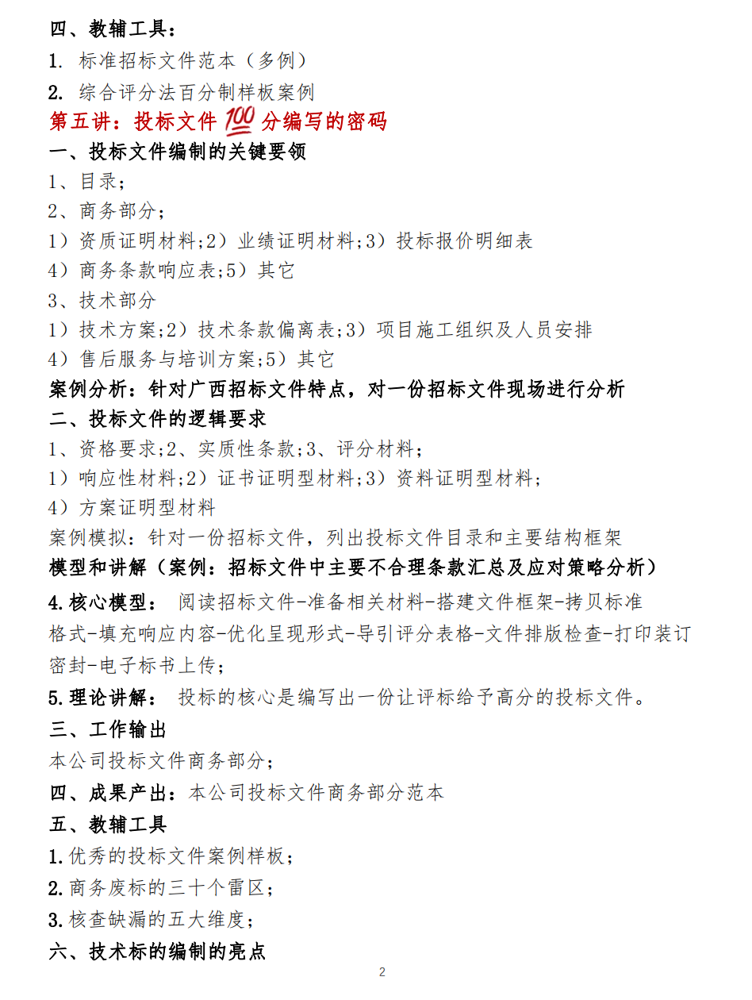 四、教辅工具：
1. 标准招标文件范本（多例）
2. 综合评分法百分制样板案例
第五讲：投标文件💯分编写的密码
一、投标文件编制的关键要领
1、目录;
2、商务部分;
1）资质证明材料;2）业绩证明材料;3）投标报价明细表
4）商务条款响应表;5）其它
3、技术部分
1）技术方案;2）技术条款偏离表;3）项目施工组织及人员安排
4）售后服务与培训方案;5）其它
案例分析：针对广西招标文件特点，对一份招标文件现场进行分析
二、投标文件的逻辑要求
1、资格要求;2、实质性条款;3、评分材料;
1）响应性材料;2）证书证明型材料;3）资料证明型材料;
4）方案证明型材料
案例模拟：针对一份招标文件，列出投标文件目录和主要结构框架
模型和讲解（案例：招标文件中主要不合理条款汇总及应对策略分析）
4.核心模型： 阅读招标文件-准备相关材料-搭建文件框架-拷贝标准
格式-填充响应内容-优化呈现形式-导引评分表格-文件排版检查-打印装订
密封-电子标书上传;
5.理论讲解： 投标的核心是编写出一份让评标给予高分的投标文件。
三、工作输出
本公司投标文件商务部分;
四、成果产出：本公司投标文件商务部分范本
五、教辅工具
1.优秀的投标文件案例样板;
2.商务废标的三十个雷区;
3.核查缺漏的五大维度;
六、技术标的编制的亮点
2